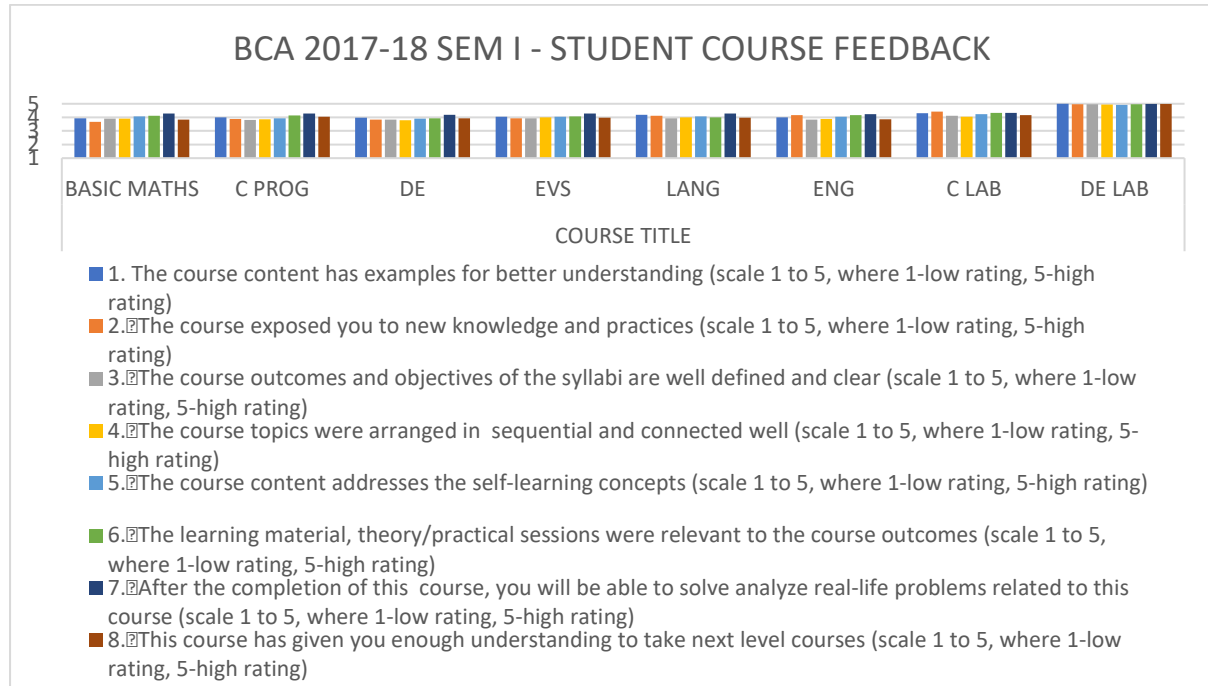 BCA 2017-18 SEM I - STUDENT COURSE FEEDBACK
5
4
3
2
1
BASIC MATHS C PROG DE EVS LANG ENG C LAB DE LAB
COURSE TITLE
1. The course content has examples for better understanding (scale 1 to 5, where 1-low rating, 5-high
rating)
2.⍰The course exposed you to new knowledge and practices (scale 1 to 5, where 1-low rating, 5-high
rating)
3.⍰The course outcomes and objectives of the syllabi are well defined and clear (scale 1 to 5, where 1-low
rating, 5-high rating)
4.⍰The course topics were arranged in  sequential and connected well (scale 1 to 5, where 1-low rating, 5-
high rating)
5.⍰The course content addresses the self-learning concepts (scale 1 to 5, where 1-low rating, 5-high rating)
6.⍰The learning material, theory/practical sessions were relevant to the course outcomes (scale 1 to 5,
where 1-low rating, 5-high rating)
7.⍰After the completion of this  course, you will be able to solve analyze real-life problems related to this
course (scale 1 to 5, where 1-low rating, 5-high rating)
8.⍰This course has given you enough understanding to take next level courses (scale 1 to 5, where 1-low
rating, 5-high rating)